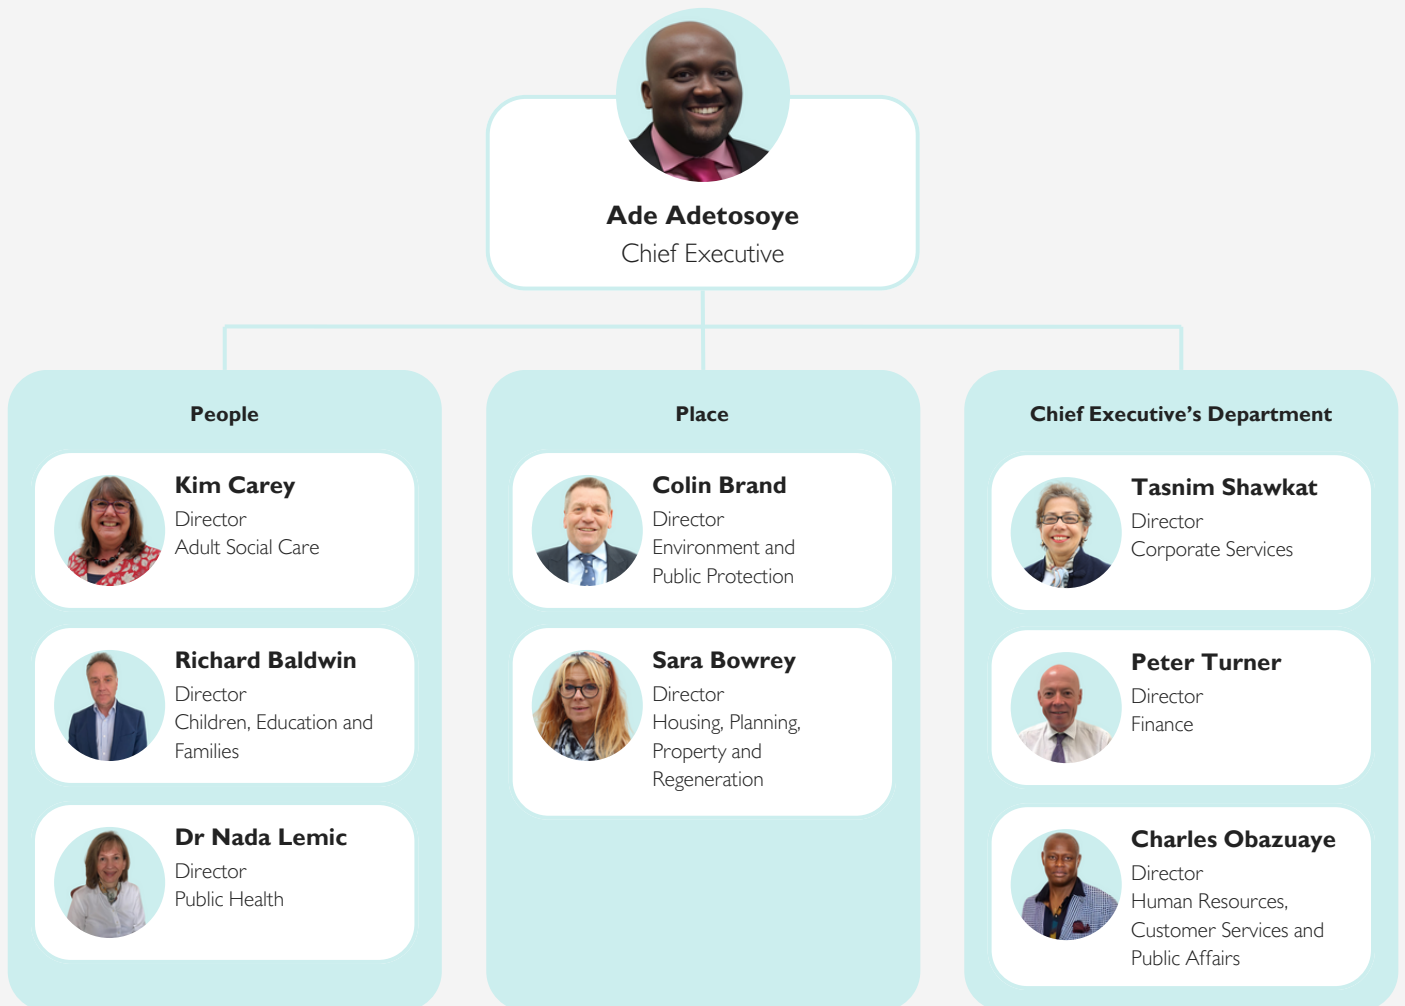 Ade Adetosoye
Chief Executive
People
Kim Carey
Director
Adult Social Care
Richard Baldwin
Director
Children, Education and
Families
Dr Nada Lemic
Director
Public Health
Place
Colin Brand
Director
Environment and
Public Protection
Sara Bowrey
Director
Housing, Planning,
Property and
Regeneration
Chief Executive’s Department
Tasnim Shawkat
Director
Corporate Services
Peter Turner
Director
Finance
Charles Obazuaye
Director
Human Resources,
Customer Services and
Public Affairs